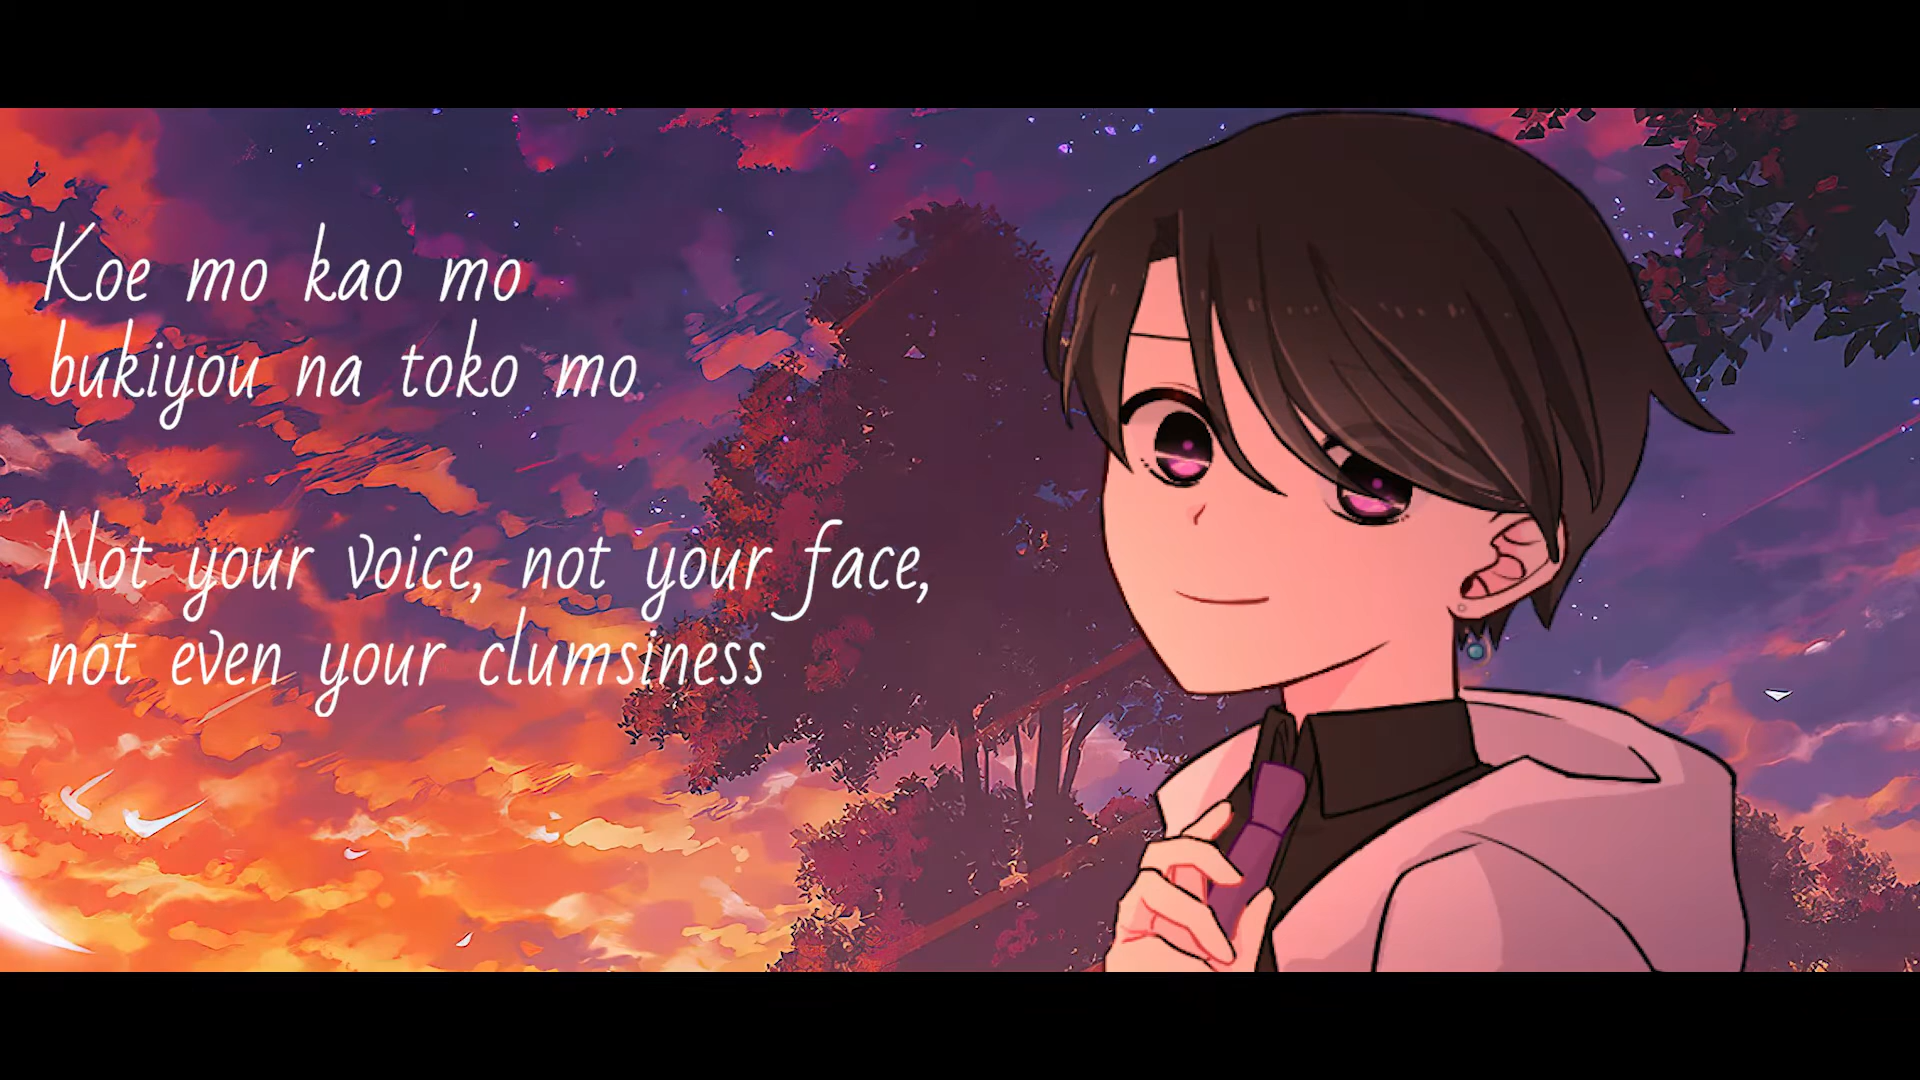 Koe mo kao mo
bukiyou na toko mo
Not your voice, not your face,
not even your clumsiness